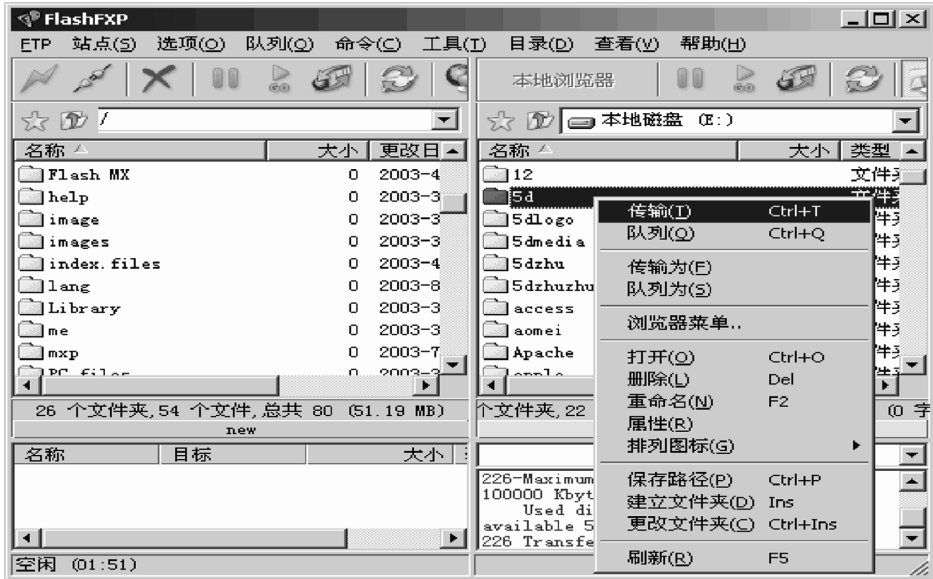 FlashFXP
FTP 站点(S) 选项(O) 队列(Q) 命令(C) 工具(T) 目录(D) 查看(V) 帮助(H)
GO 本地浏览器 GO
/
本地磁盘 (E:)
名称 大小 更改日
Flash MX 0 2003-4
help 0 2003-3
image 0 2003-3
images 0 2003-3
index.files 0 2003-4
lang 0 2003-8
Library 0 2003-3
me 0 2003-3
mxp 0 2003-7
26 个文件夹,54 个文件,总共 80 (51.19 MB)
new
名称 目标 大小
空闲 (01:51)
名称 大小 类型
12 文件
5d
5dlogo
5dmedia
5dzhu
5dzhuzhu
access
aomei
Apache
个文件夹,22
(0 字
226-Maximum
100000 Kbyt
Used di
available 5
226 Transfe
传输(T) Ctrl+T
队列(Q) Ctrl+Q
传输为(F)
队列为(S)
浏览器菜单..
打开(O) Ctrl+O
删除(L) Del
重命名(N) F2
属性(R)
排列图标(G)
保存路径(P) Ctrl+P
建立文件夹(D) Ins
更改文件夹(C) Ctrl+Ins
刷新(R) F5